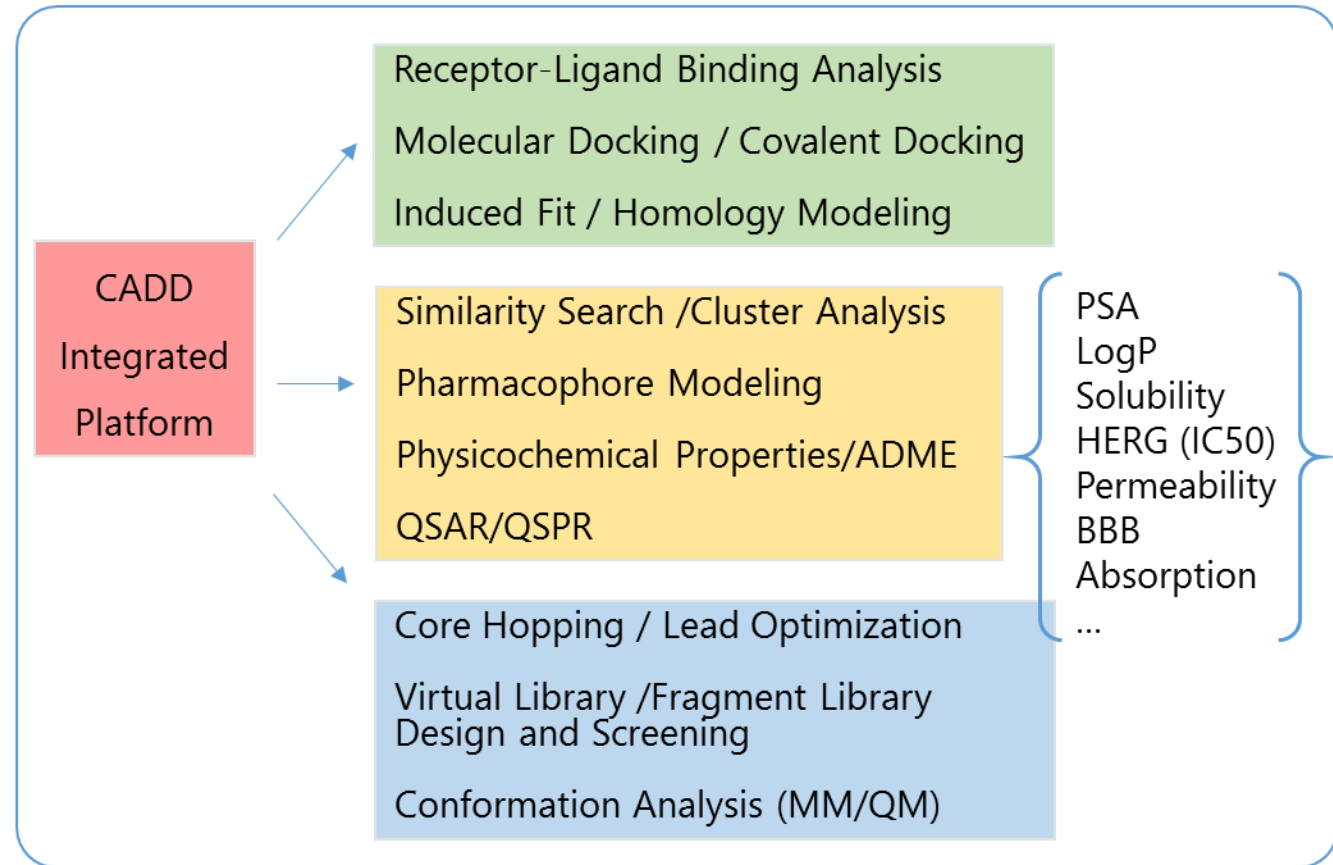 CADD
Integrated
Platform
Receptor-Ligand Binding Analysis
Molecular Docking / Covalent Docking
Induced Fit / Homology Modeling
Similarity Search /Cluster Analysis
Pharmacophore Modeling
Physicochemical Properties/ADME
QSAR/QSPR
PSA
LogP
Solubility
HERG (IC50)
Permeability
BBB
Absorption
...
Core Hopping / Lead Optimization
Virtual Library /Fragment Library
Design and Screening
Conformation Analysis (MM/QM)